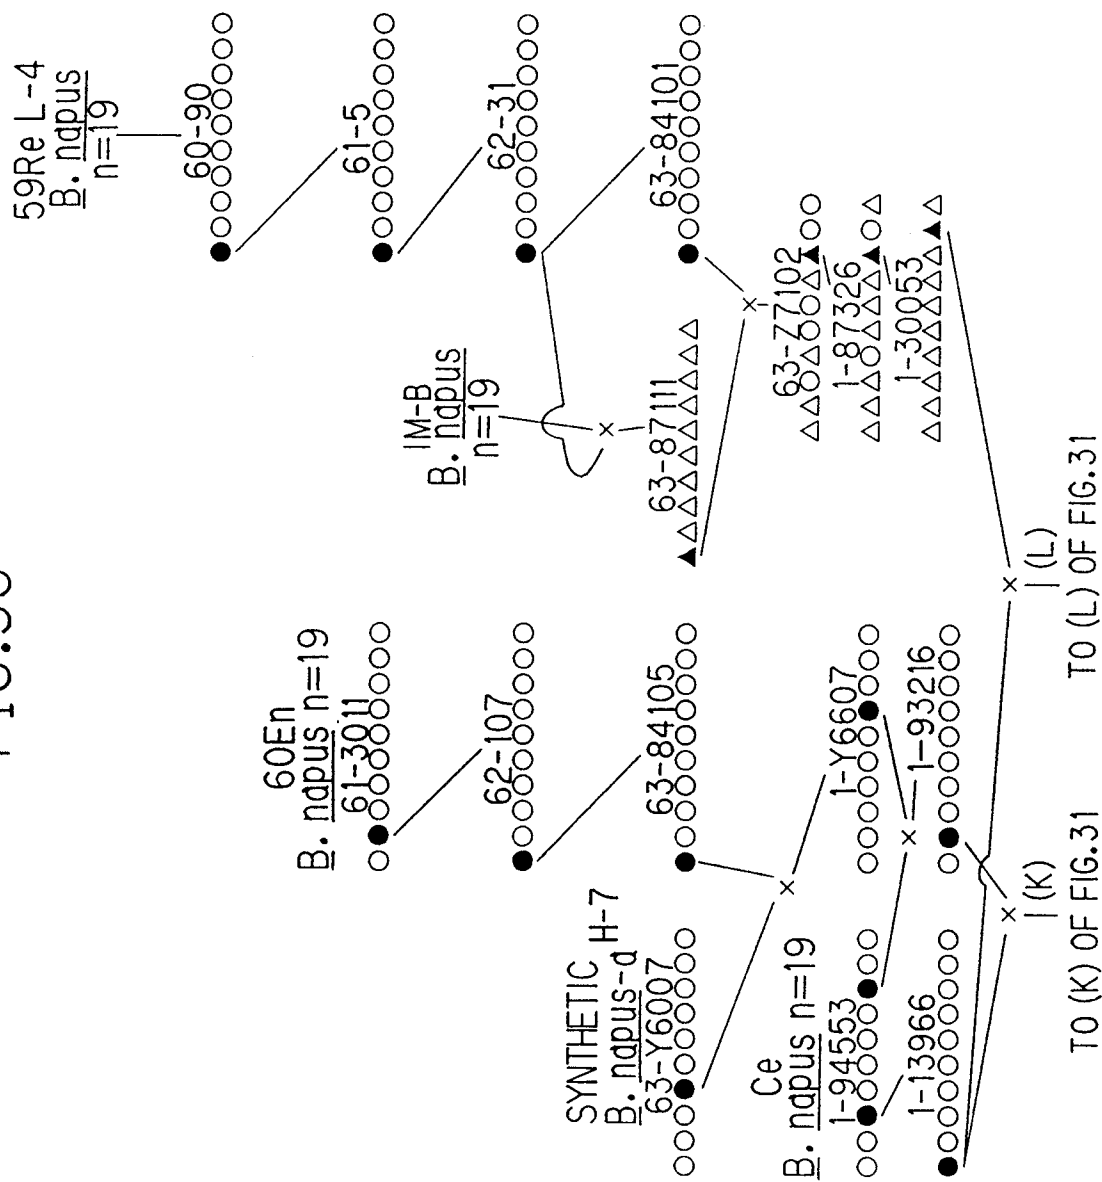 59Re L-4
B. napus
n=19
60-90
61-5
62-31
63-84101
IM-B
B. napus
n=19
63-87111
63-Z7102
1-87326
1-30053
60En
B. napus n=19
61-3011
62-107
63-84105
SYNTHETIC
B. napus-d H-7
63-Y6007
1-Y6607
Ce
B. napus n=19
1-94553
1-93216
1-13966
(K)
TO (K) OF FIG.31
(L)
TO (L) OF FIG.31